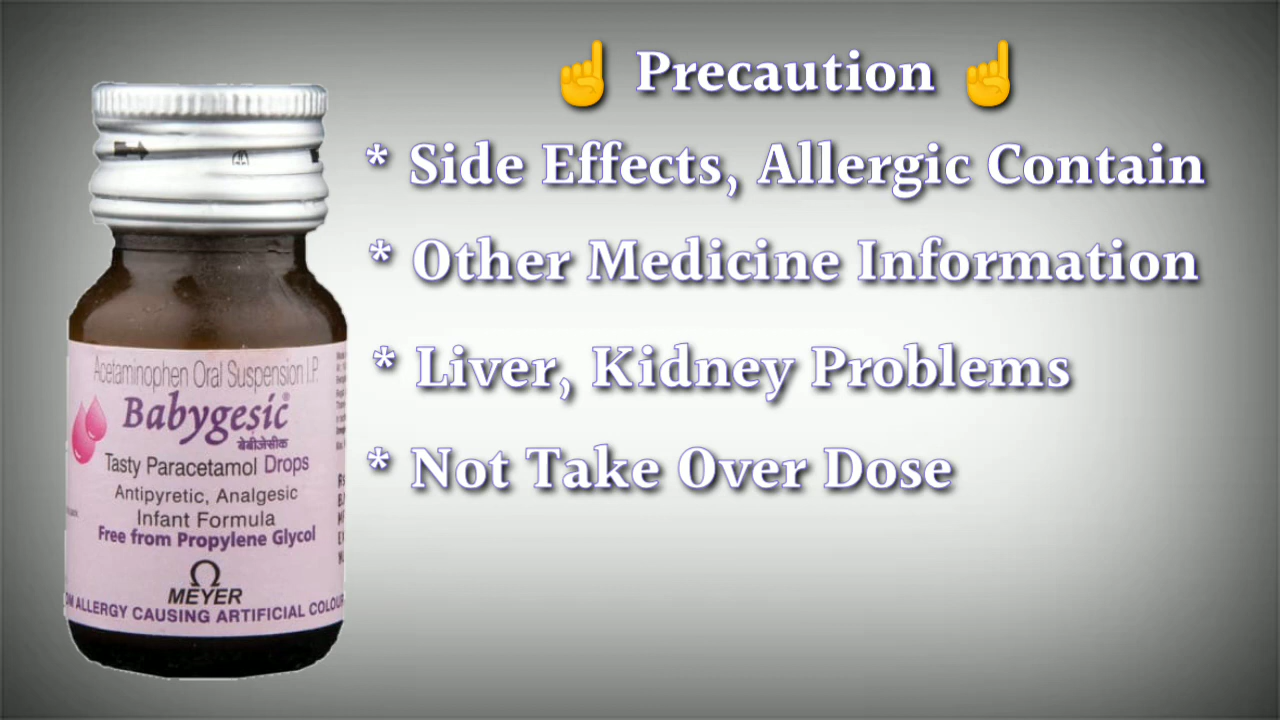 ☝ Precaution ☝
* Side Effects, Allergic Contain
* Other Medicine Information
* Liver, Kidney Problems
* Not Take Over Dose
Acetaminophen Oral Suspension I.P.
Babygesic®
बेबीजेसीक
Tasty Paracetamol Drops
Antipyretic, Analgesic
Infant Formula
Free from Propylene Glycol
MEYER
ALLERGY CAUSING ARTIFICIAL